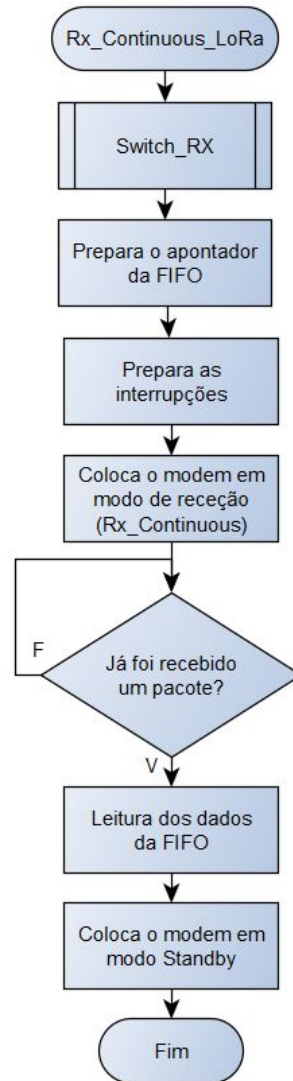 Rx_Continuous_LoRa
Switch_RX
Prepara o apontador
da FIFO
Prepara as
interrupções
Coloca o modem em
modo de receção
(Rx_Continuous)
F
Já foi recebido
um pacote?
V
Leitura dos dados
da FIFO
Coloca o modem em
modo Standby
Fim